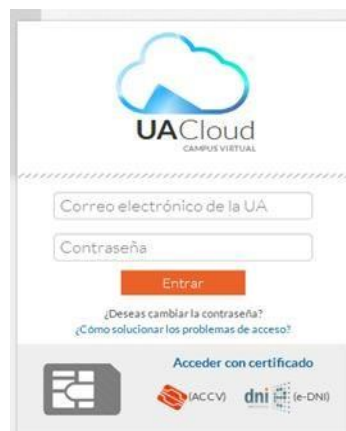 UACloud
CAMPUS VIRTUAL
Correo electrónico de la UA
Contraseña
Entrar
¿Deseas cambiar la contraseña?
¿Cómo solucionar los problemas de acceso?
Acceder con certificado
(ACCV) dni (e-DNI)